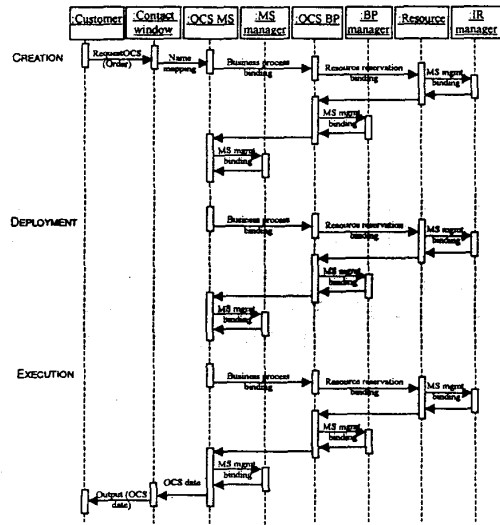 :Customer
:Contact
window
:OCS MS
:MS
manager
:OCS BP
:BP
manager
:Resource
:IR
manager
CREATION
RequestOCS
(Order)
Name
mapping
Business process
binding
Resource reservation
binding
MS mgmt
binding
MS mgmt
binding
MS mgmt
binding
DEPLOYMENT
Business process
binding
Resource reservation
binding
MS mgmt
binding
MS mgmt
binding
MS mgmt
binding
EXECUTION
Business process
binding
Resource reservation
binding
MS mgmt
binding
MS mgmt
binding
MS mgmt
binding
OCS date
Output (OCS
date)